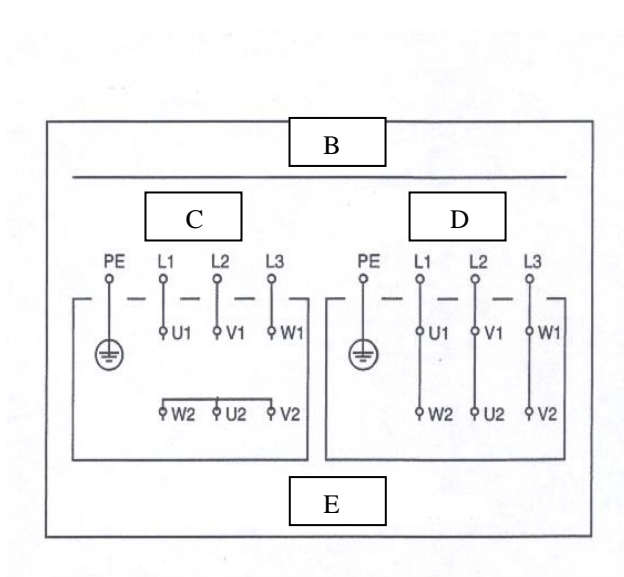 B
C D
PE L1 L2 L3 PE L1 L2 L3
U1 V1 W1 U1 V1 W1
W2 U2 V2 W2 U2 V2
E